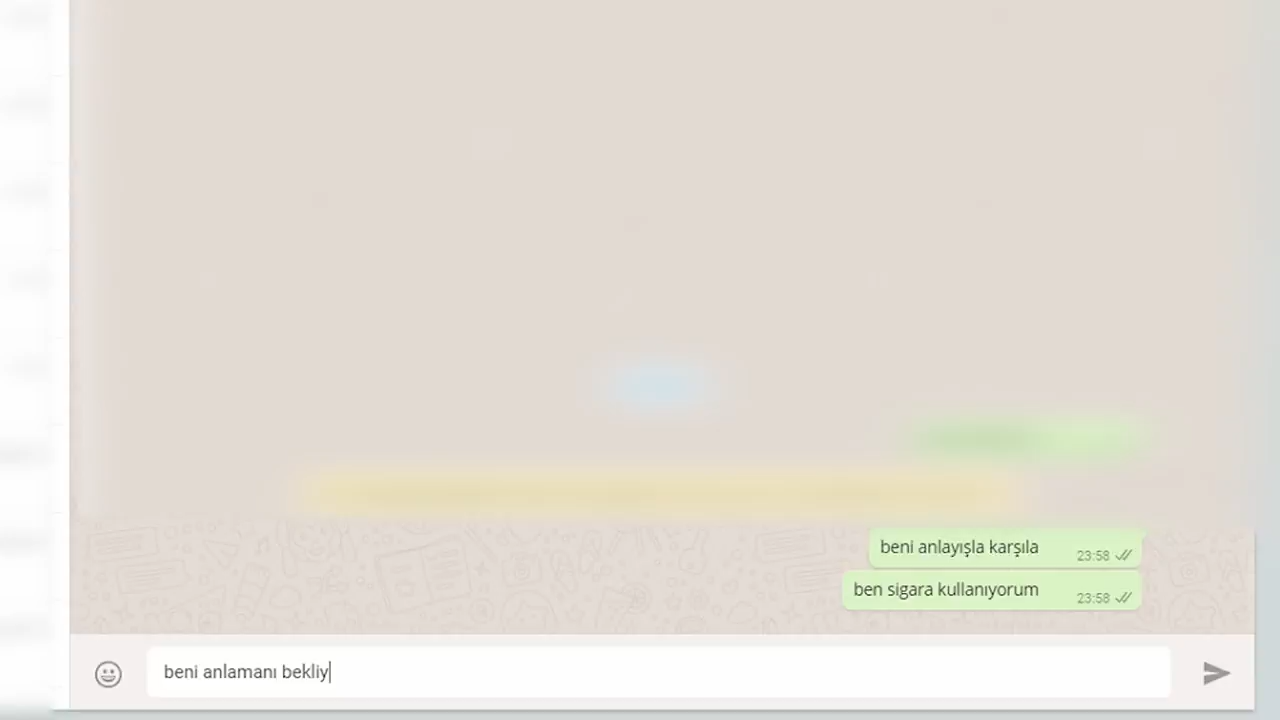 beni anlayışla karşıla
23:58
ben sigara kullanıyorum
23:58
beni anlamanı bekliy